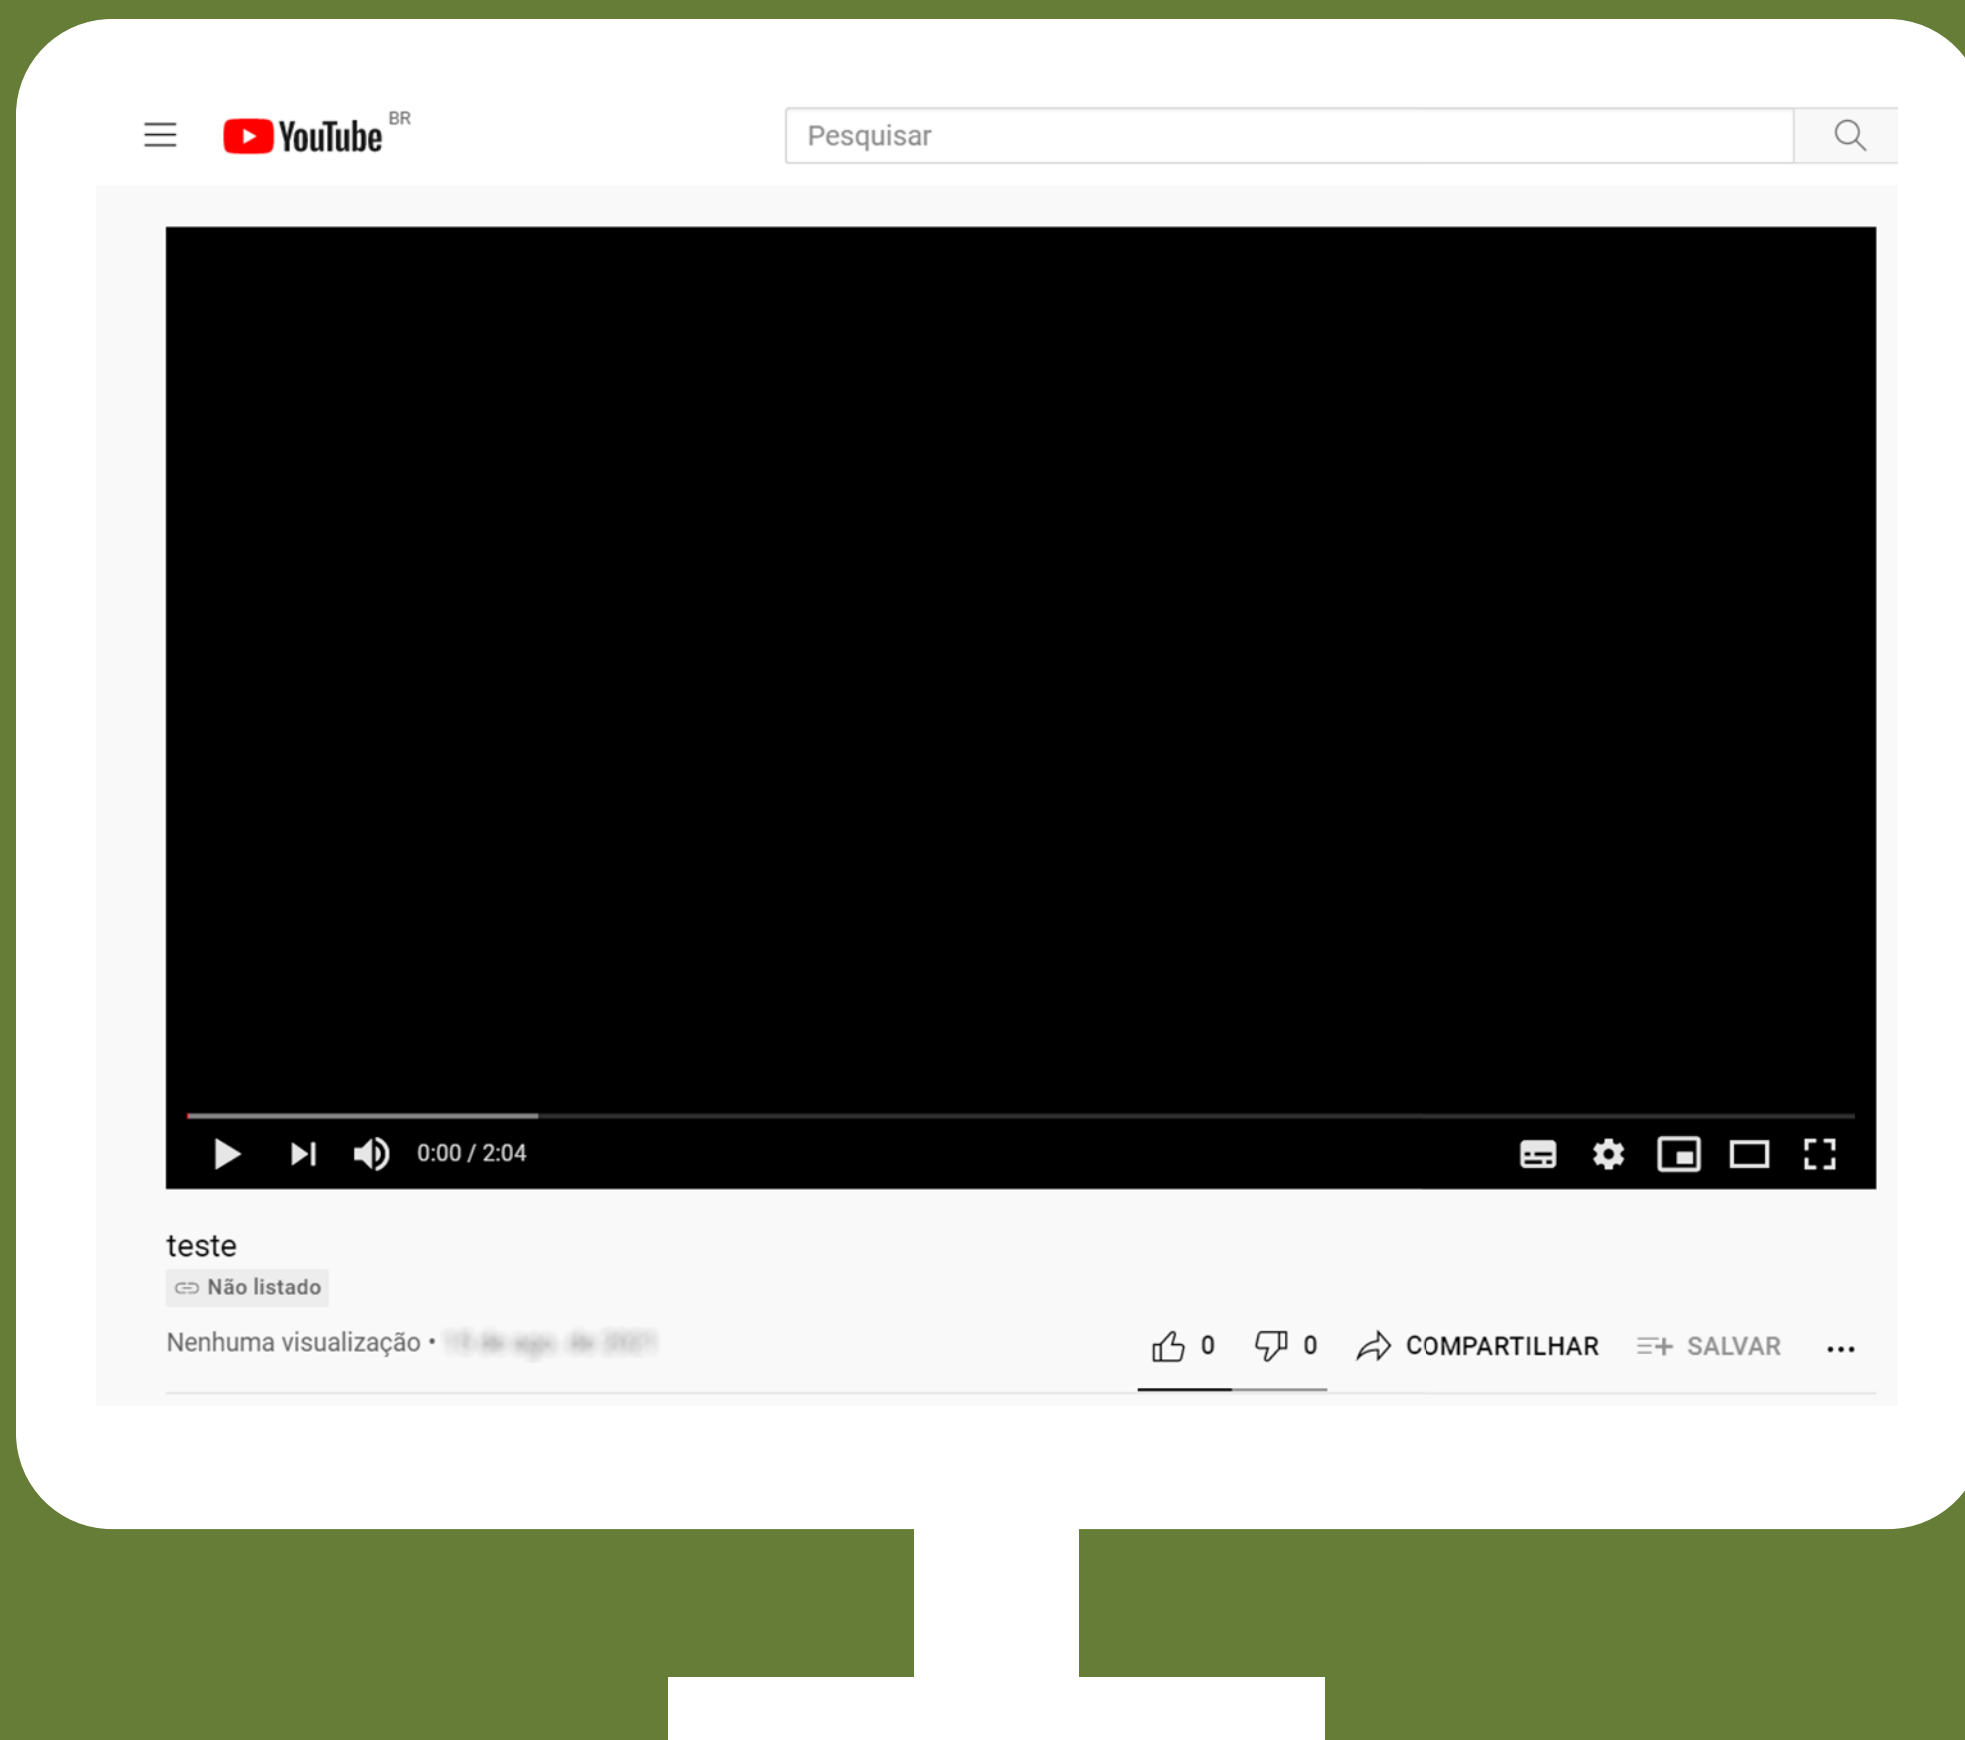 YouTube BR
Pesquisar
0:00 / 2:04
teste
Não listado
Nenhuma visualização •
0 0 COMPARTILHAR SALVAR